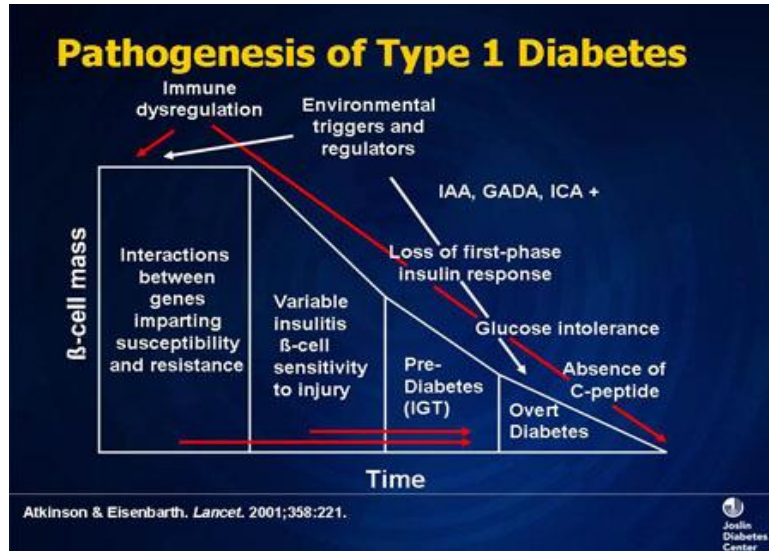 Pathogenesis of Type 1 Diabetes
Immune
dysregulation
Environmental
triggers and
regulators
IAA, GADA, ICA +
Loss of first-phase
insulin response
Glucose intolerance
Absence of
C-peptide
ß-cell mass
Interactions
between
genes
imparting
susceptibility
and resistance
Variable
insulitis
ß-cell
sensitivity
to injury
Pre-
Diabetes
(IGT)
Overt
Diabetes
Time
Atkinson & Eisenbarth. Lancet. 2001;358:221.
Joslin
Diabetes
Center